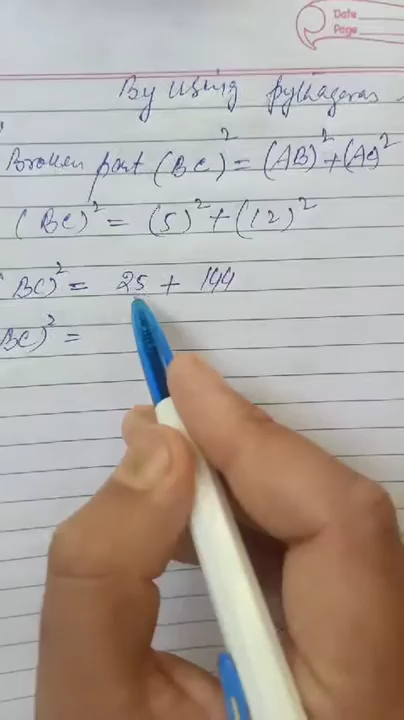 Date
Page
By using pythagoras
Broken part (BC)² = (AB)² + (AC)²
(BC)² = (5)² + (12)²
(BC)² = 25 + 144
BC)² =